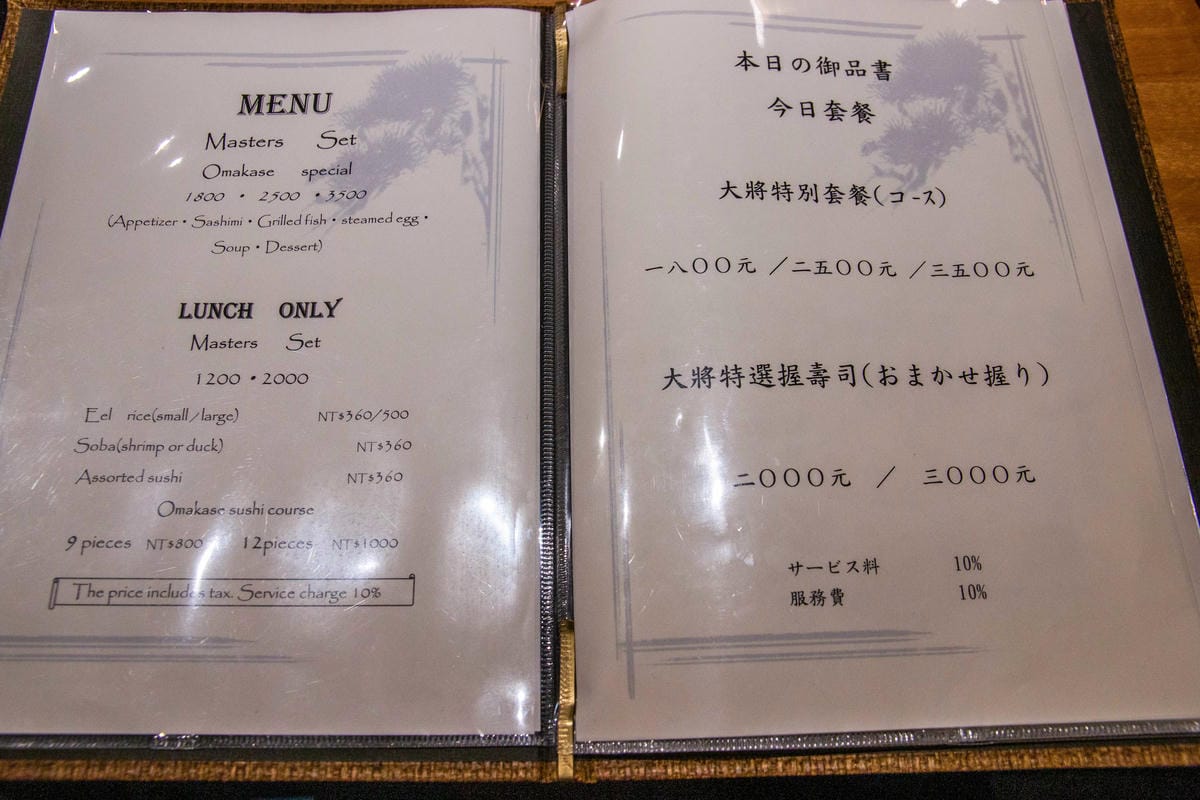 MENU
Masters Set
Omakase special
1800 • 2500 • 3500
(Appetizer • Sashimi • Grilled fish • steamed egg •
Soup • Dessert)
LUNCH ONLY
Masters Set
1200 • 2000
Eel rice(small/large) NT$360/500
Soba(shrimp or duck) NT$360
Assorted sushi NT$360
Omakase sushi course
9 pieces NT$800 12pieces NT$1000
The price includes tax. Service charge 10%
本日の御品書
今日套餐
大將特別套餐(コース)
一八〇〇元 ／二五〇〇元 ／三五〇〇元
大將特選握壽司(おまかせ握り)
二〇〇〇元 ／ 三〇〇〇元
サービス料 10%
服務費 10%